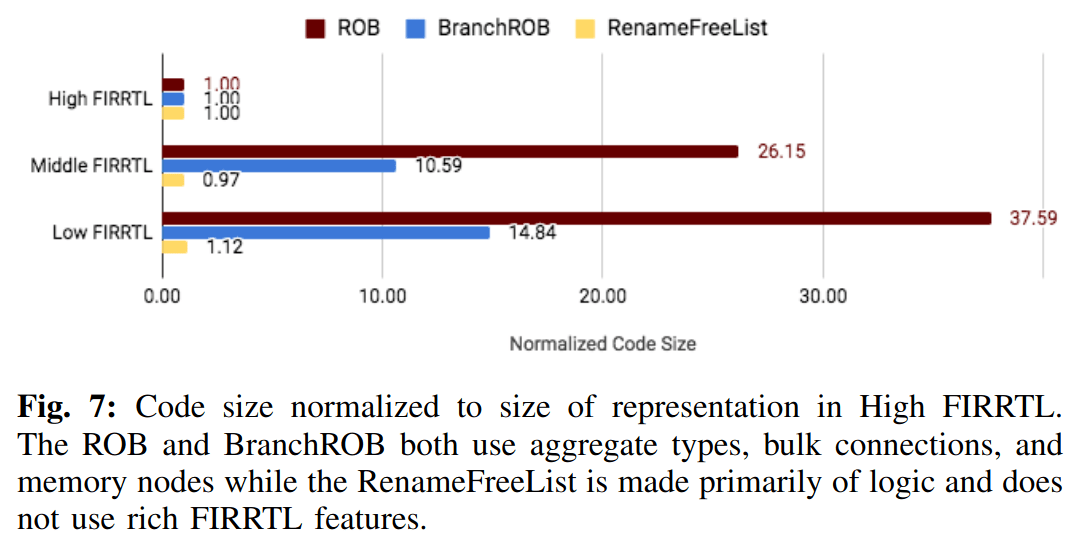 ROB BranchROB RenameFreeList
High FIRRTL
1.00
1.00
1.00
Middle FIRRTL
26.15
10.59
0.97
Low FIRRTL
37.59
14.84
1.12
0.00 10.00 20.00 30.00
Normalized Code Size
Fig. 7: Code size normalized to size of representation in High FIRRTL.
The ROB and BranchROB both use aggregate types, bulk connections, and
memory nodes while the RenameFreeList is made primarily of logic and does
not use rich FIRRTL features.